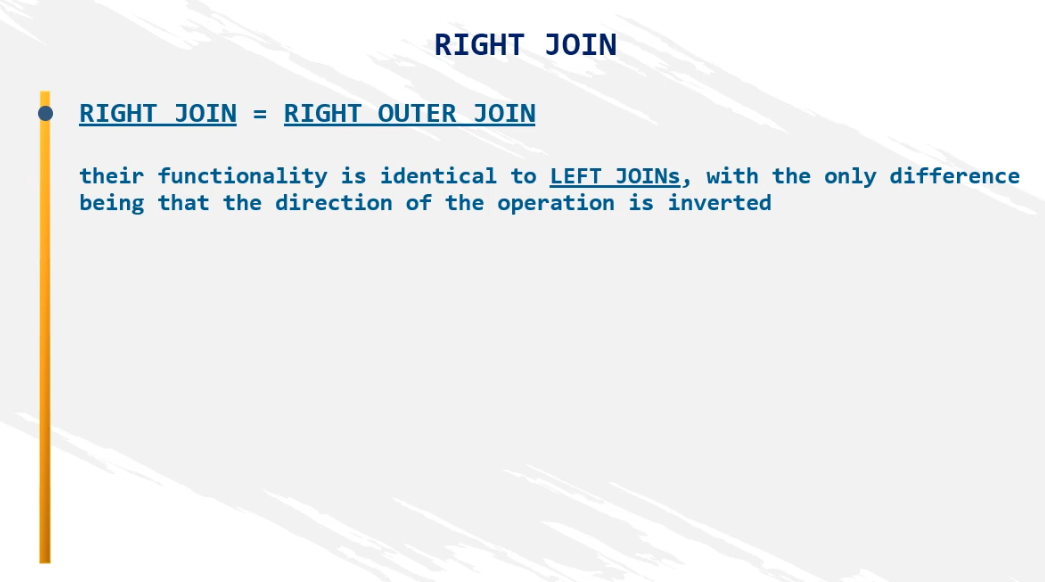 RIGHT JOIN
RIGHT JOIN = RIGHT OUTER JOIN
their functionality is identical to LEFT JOINs, with the only difference
being that the direction of the operation is inverted